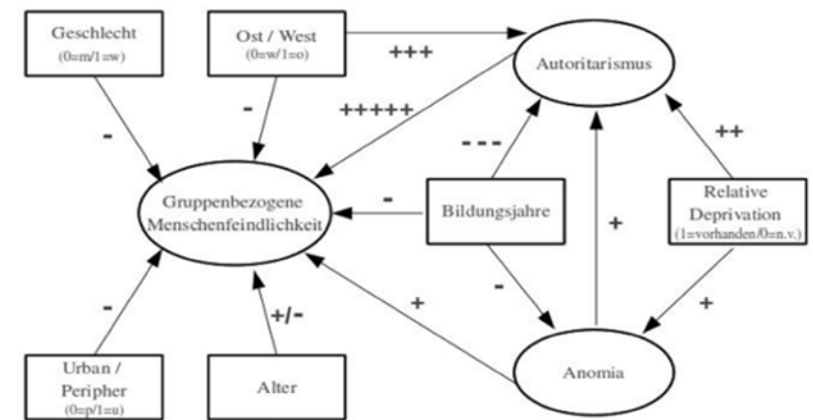 Geschlecht
(0=m/1=w)
Ost / West
(0=w/1=o)
+++
Autoritarismus
-
-
+++++
---
++
Gruppenbezogene
Menschenfeindlichkeit
-
Bildungsjahre
+
Relative
Deprivation
(1=vorhanden/0=n.v.)
-
+/-
+
-
+
Urban /
Peripher
(0=p/1=u)
Alter
Anomia